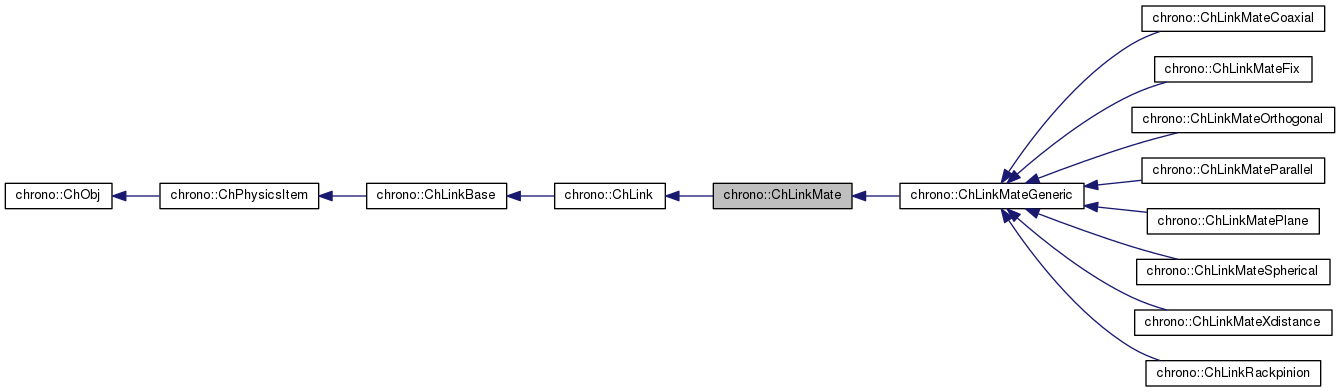 chrono::ChObj
chrono::ChPhysicsItem
chrono::ChLinkBase
chrono::ChLink
chrono::ChLinkMate
chrono::ChLinkMateGeneric
chrono::ChLinkMateCoaxial
chrono::ChLinkMateFix
chrono::ChLinkMateOrthogonal
chrono::ChLinkMateParallel
chrono::ChLinkMatePlane
chrono::ChLinkMateSpherical
chrono::ChLinkMateXdistance
chrono::ChLinkRackpinion